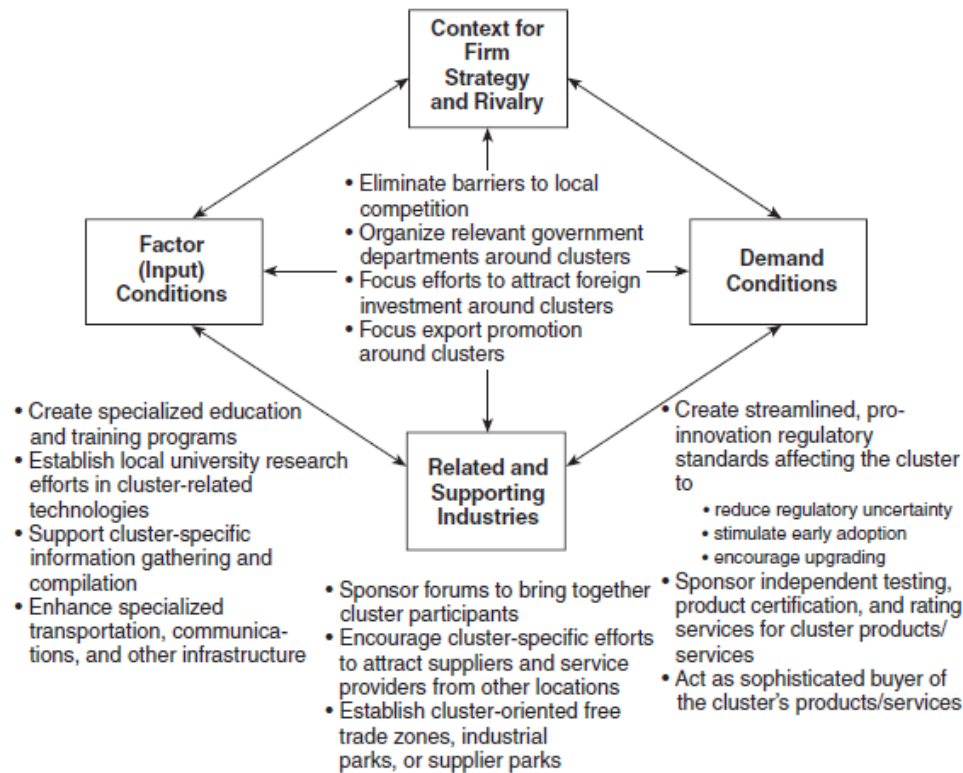 Context for
Firm
Strategy
and Rivalry
• Eliminate barriers to local
competition
• Organize relevant government
departments around clusters
• Focus efforts to attract foreign
investment around clusters
• Focus export promotion
around clusters
Factor
(Input)
Conditions
Demand
Conditions
• Create specialized education
and training programs
• Establish local university research
efforts in cluster-related
technologies
• Support cluster-specific
information gathering and
compilation
• Enhance specialized
transportation, communica-
tions, and other infrastructure
Related and
Supporting
Industries
• Sponsor forums to bring together
cluster participants
• Encourage cluster-specific efforts
to attract suppliers and service
providers from other locations
• Establish cluster-oriented free
trade zones, industrial
parks, or supplier parks
• Create streamlined, pro-
innovation regulatory
standards affecting the cluster
to
• reduce regulatory uncertainty
• stimulate early adoption
• encourage upgrading
• Sponsor independent testing,
product certification, and rating
services for cluster products/
services
• Act as sophisticated buyer of
the cluster's products/services